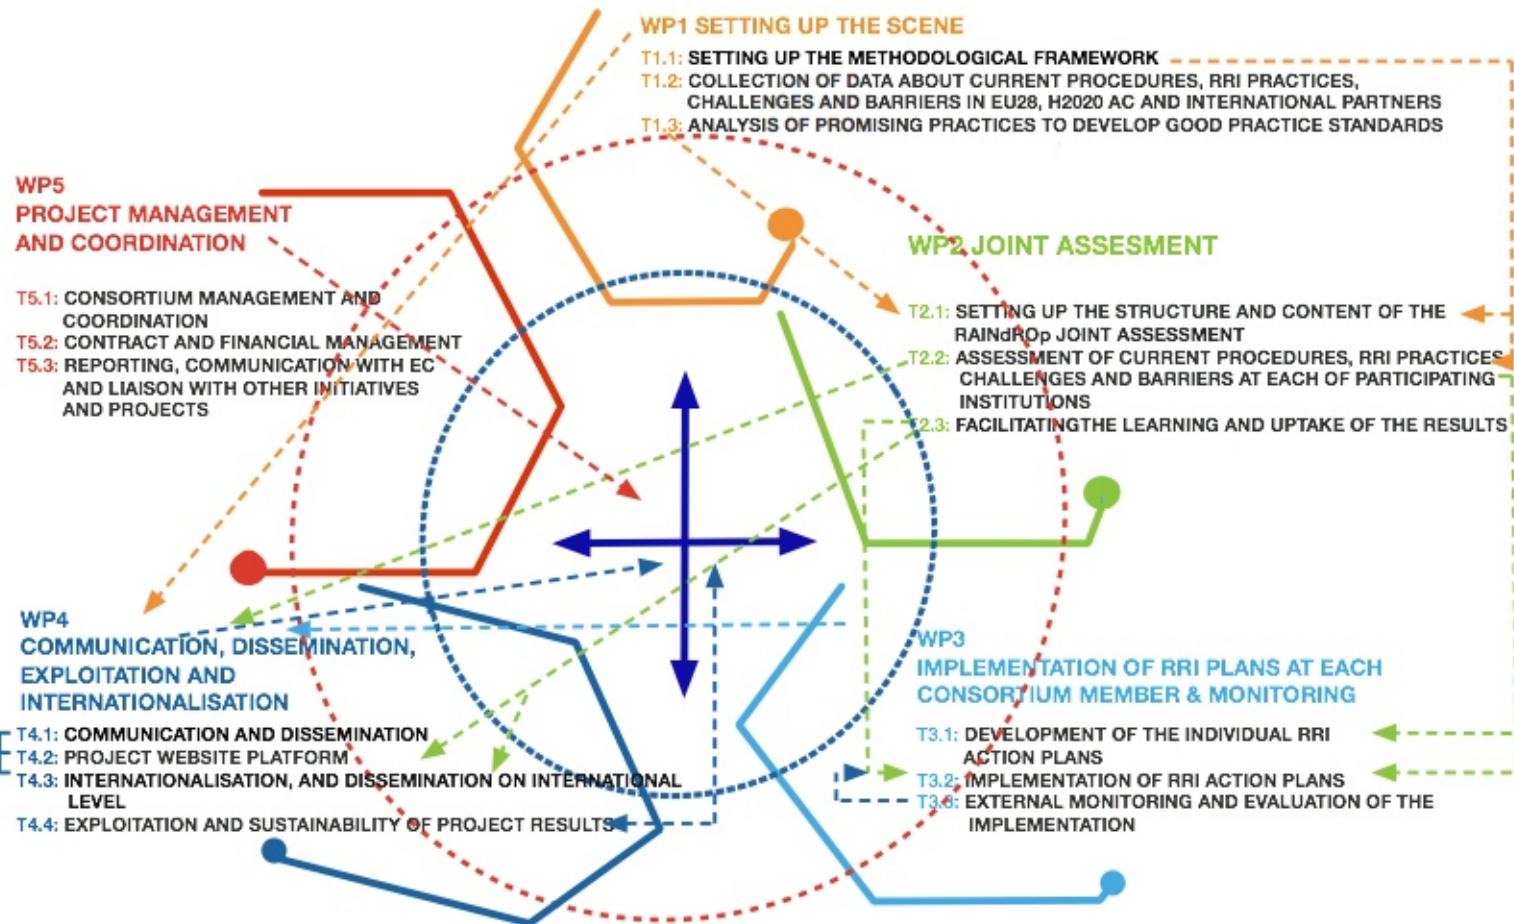 WP1 SETTING UP THE SCENE
T1.1: SETTING UP THE METHODOLOGICAL FRAMEWORK
T1.2: COLLECTION OF DATA ABOUT CURRENT PROCEDURES, RRI PRACTICES,
CHALLENGES AND BARRIERS IN EU28, H2020 AC AND INTERNATIONAL PARTNERS
T1.3: ANALYSIS OF PROMISING PRACTICES TO DEVELOP GOOD PRACTICE STANDARDS
WP5
PROJECT MANAGEMENT
AND COORDINATION
T5.1: CONSORTIUM MANAGEMENT AND
COORDINATION
T5.2: CONTRACT AND FINANCIAL MANAGEMENT
T5.3: REPORTING, COMMUNICATION WITH EC
AND LIAISON WITH OTHER INITIATIVES
AND PROJECTS
WP2 JOINT ASSESMENT
T2.1: SETTING UP THE STRUCTURE AND CONTENT OF THE
RAINdROp JOINT ASSESSMENT
T2.2: ASSESSMENT OF CURRENT PROCEDURES, RRI PRACTICES
CHALLENGES AND BARRIERS AT EACH OF PARTICIPATING
INSTITUTIONS
T2.3: FACILITATINGTHE LEARNING AND UPTAKE OF THE RESULTS
WP4
COMMUNICATION, DISSEMINATION,
EXPLOITATION AND
INTERNATIONALISATION
T4.1: COMMUNICATION AND DISSEMINATION
T4.2: PROJECT WEBSITE PLATFORM
T4.3: INTERNATIONALISATION, AND DISSEMINATION ON INTERNATIONAL
LEVEL
T4.4: EXPLOITATION AND SUSTAINABILITY OF PROJECT RESULTS
WP3
IMPLEMENTATION OF RRI PLANS AT EACH
CONSORTIUM MEMBER & MONITORING
T3.1: DEVELOPMENT OF THE INDIVIDUAL RRI
ACTION PLANS
T3.2: IMPLEMENTATION OF RRI ACTION PLANS
T3.3: EXTERNAL MONITORING AND EVALUATION OF THE
IMPLEMENTATION